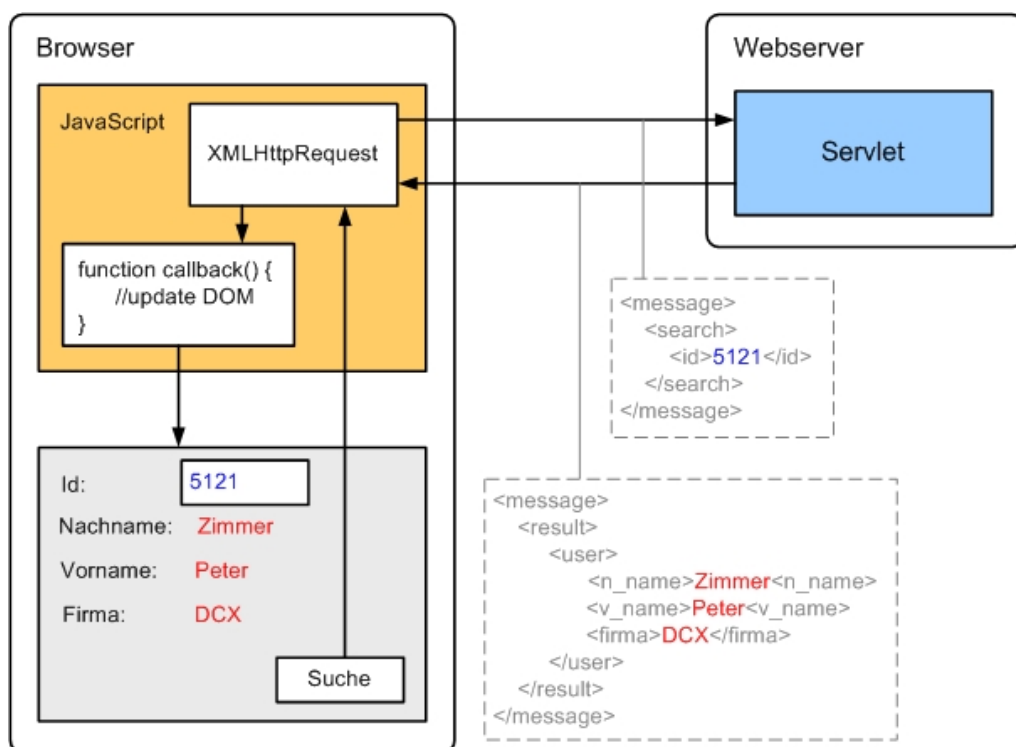 Browser
JavaScript
XMLHttpRequest
function callback() {
//update DOM
}
Id: 5121
Nachname: Zimmer
Vorname: Peter
Firma: DCX
Suche
Webserver
Servlet
<message>
<search>
<id>5121</id>
</search>
</message>
<message>
<result>
<user>
<n_name>Zimmer<n_name>
<v_name>Peter<v_name>
<firma>DCX</firma>
</user>
</result>
</message>